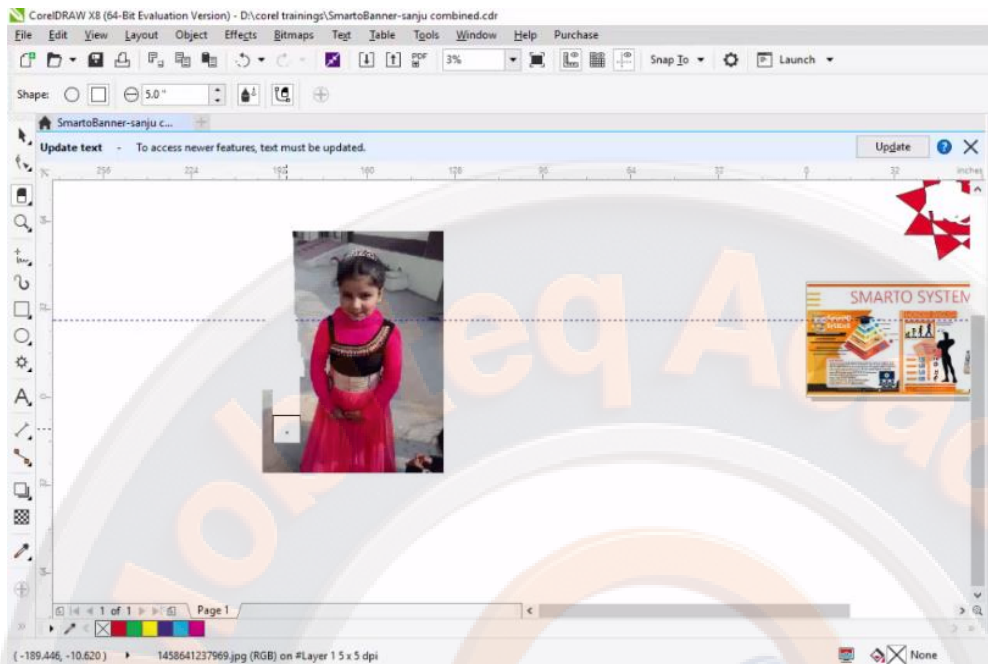 CorelDRAW X8 (64-Bit Evaluation Version) - D:\corel trainings\SmartoBanner-sanju combined.cdr
File Edit View Layout Object Effects Bitmaps Text Table Tools Window Help Purchase
PDF 3% Snap To Launch
Shape: 5.0 "
SmartoBanner-sanju c...
Update text - To access newer features, text must be updated. Update
256 224 192 160 128 96 64 32 0 32 inches
SMARTO SYSTEM
1 of 1 Page 1
( -189.446, -10.620 ) 1458641237969.jpg (RGB) on #Layer 1 5 x 5 dpi None